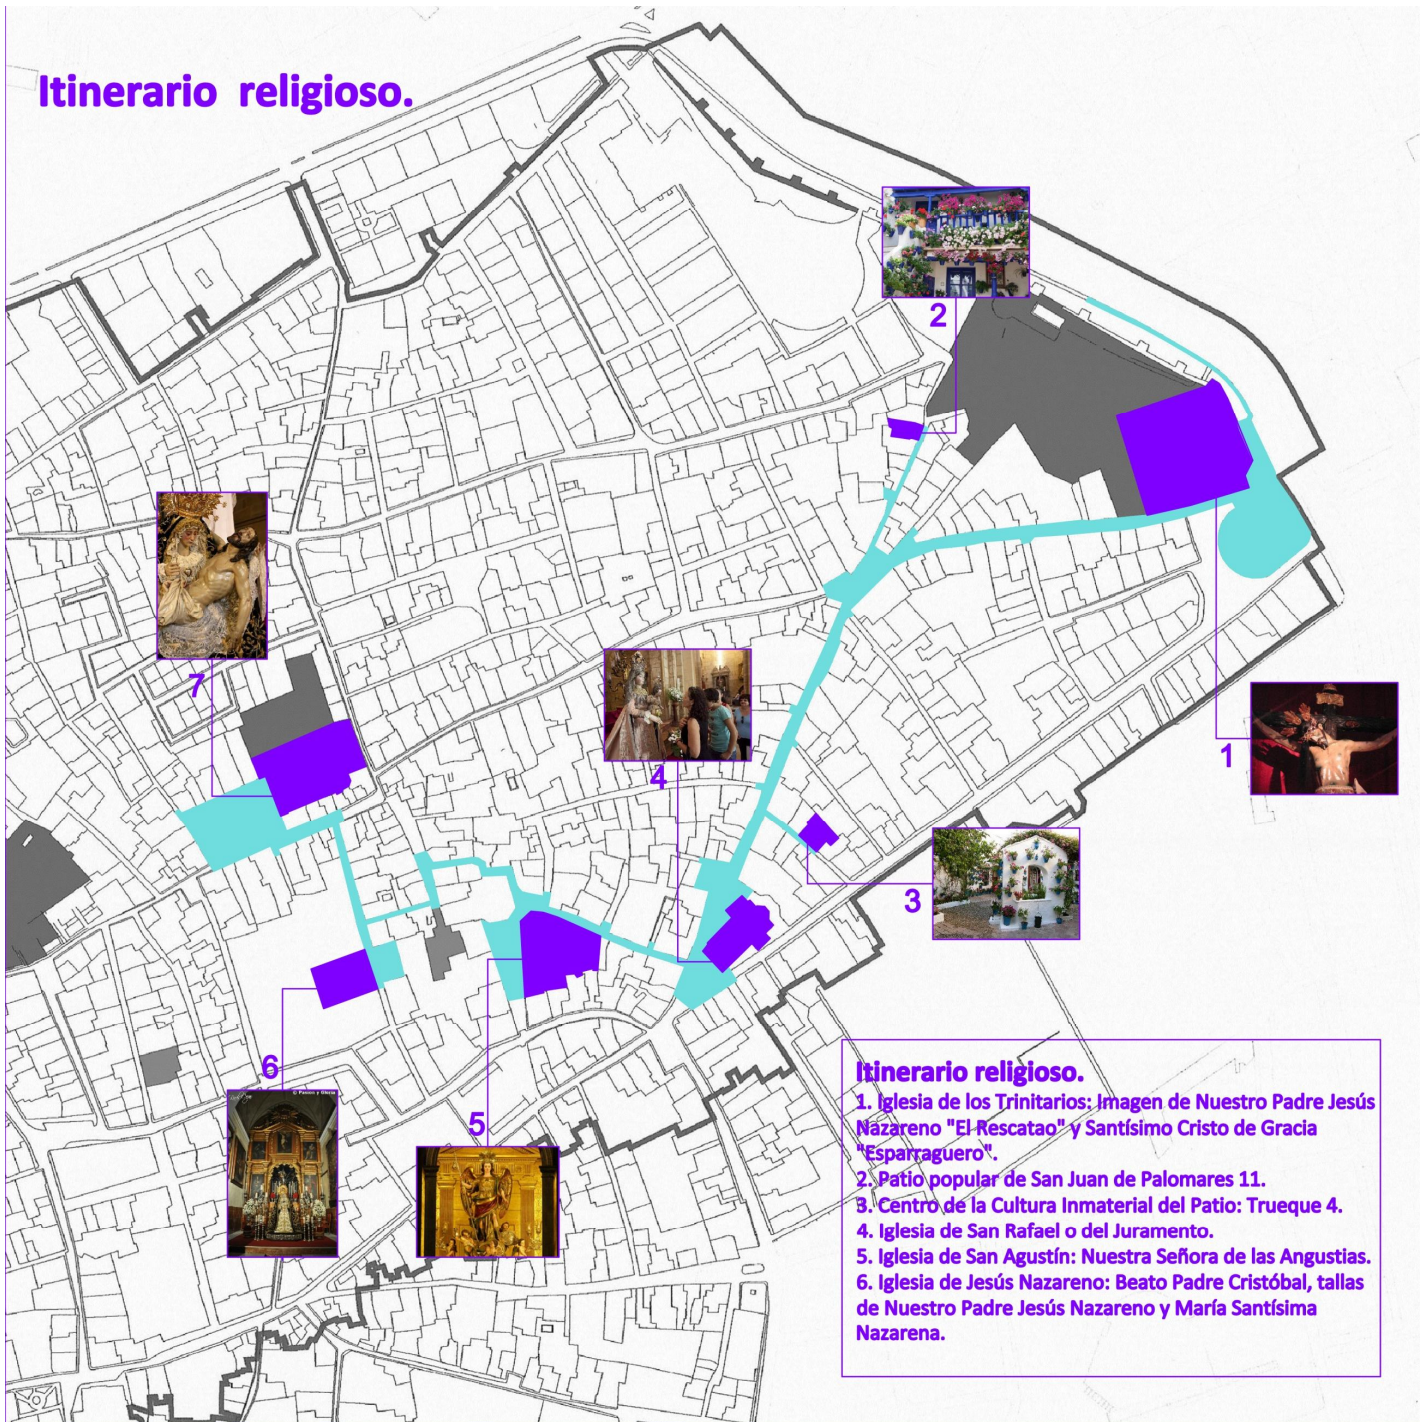 Itinerario religioso.
2
7
4
1
3
6
5
© Pasión y Gloria
Itinerario religioso.
1. Iglesia de los Trinitarios: Imagen de Nuestro Padre Jesús
Nazareno "El Rescatao" y Santísimo Cristo de Gracia
"Esparraguero".
2. Patio popular de San Juan de Palomares 11.
3. Centro de la Cultura Inmaterial del Patio: Trueque 4.
4. Iglesia de San Rafael o del Juramento.
5. Iglesia de San Agustín: Nuestra Señora de las Angustias.
6. Iglesia de Jesús Nazareno: Beato Padre Cristóbal, tallas
de Nuestro Padre Jesús Nazareno y María Santísima
Nazarena.